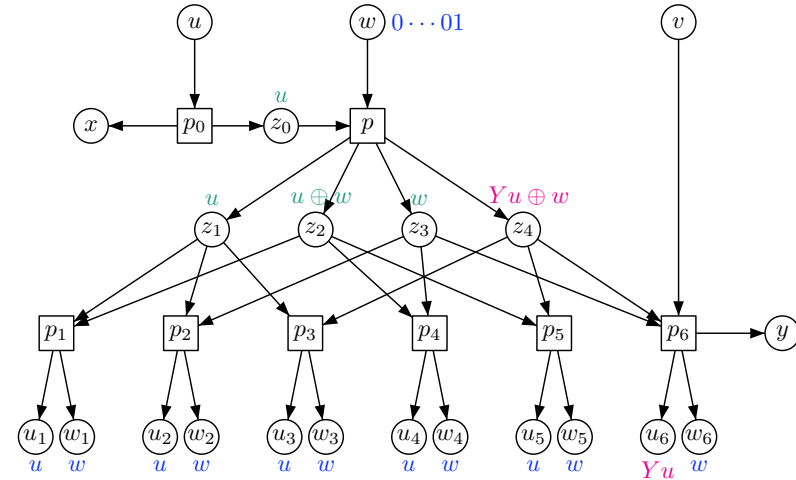 u w 0⋯01 v
u
x p₀ z₀ p
u u ⊕ w w Yu ⊕ w
z₁ z₂ z₃ z₄
p₁ p₂ p₃ p₄ p₅ p₆ y
u₁ w₁ u₂ w₂ u₃ w₃ u₄ w₄ u₅ w₅ u₆ w₆
u w u w u w u w u w Yu w